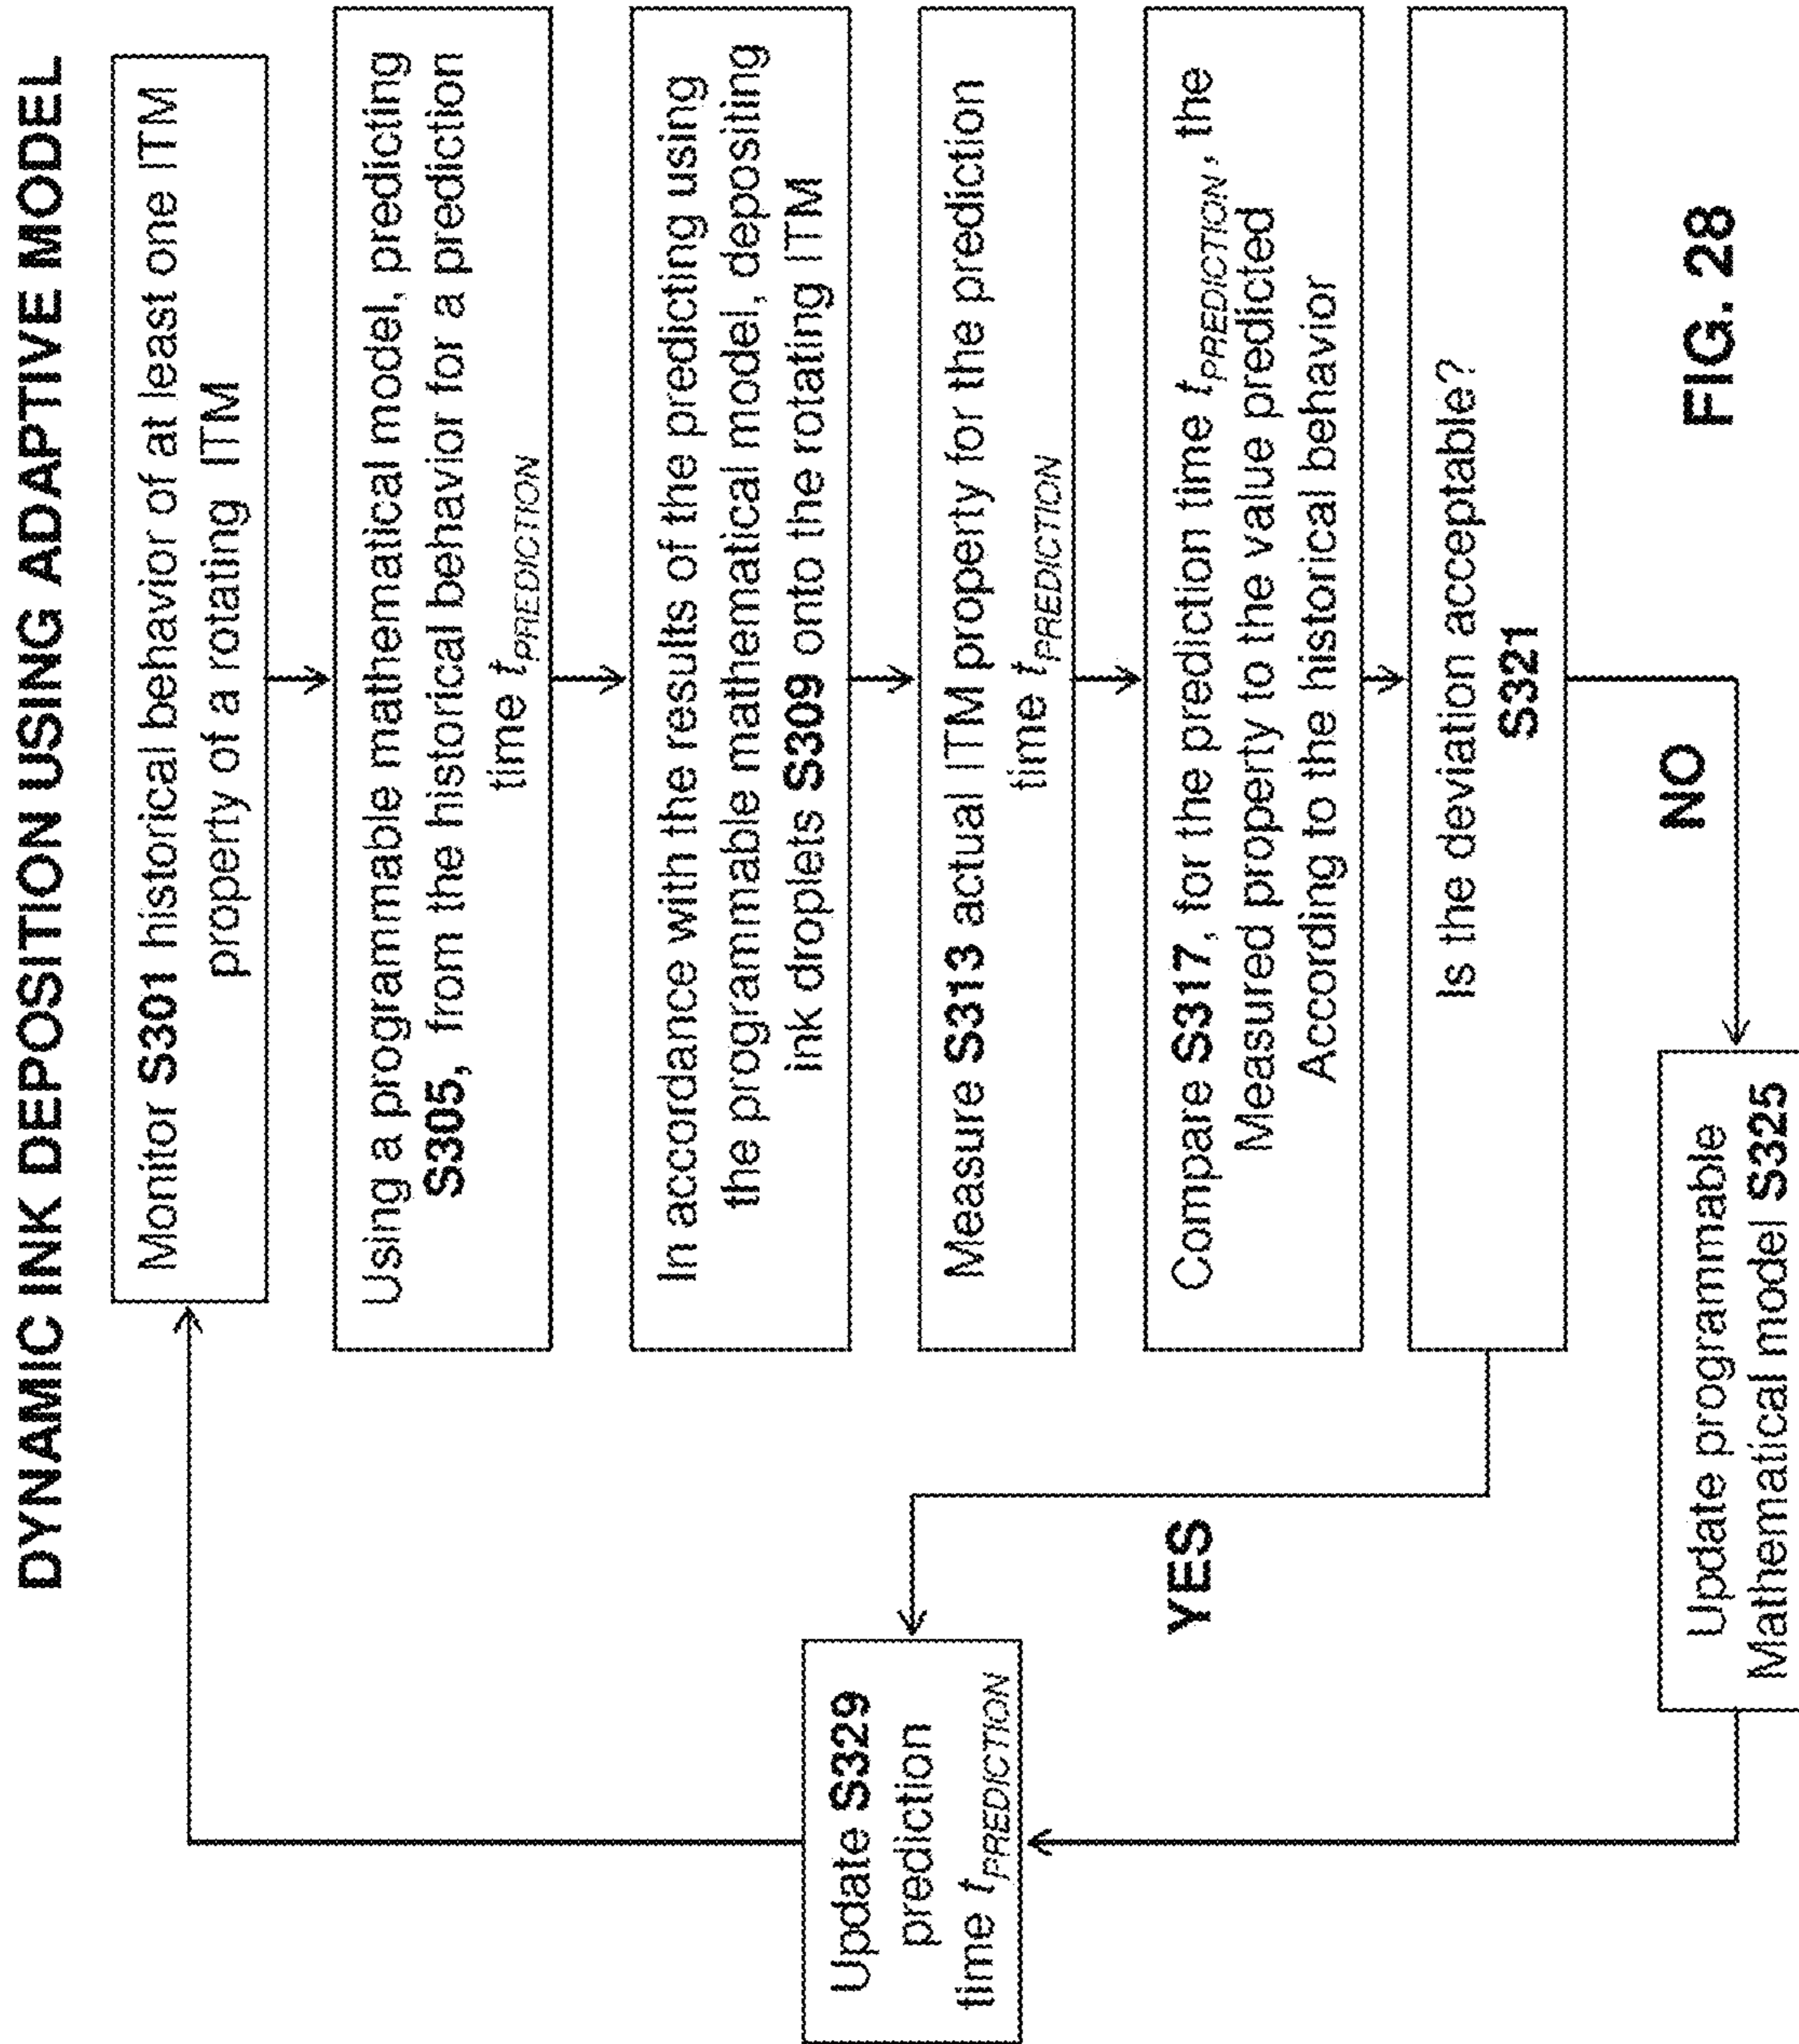 DYNAMIC INK DEPOSITION USING ADAPTIVE MODEL
Monitor S301 historical behavior of at least one ITM
property of a rotating ITM
Using a programmable mathematical model, predicting
S305, from the historical behavior for a prediction
time tPREDICTION
In accordance with the results of the predicting using
the programmable mathematical model, depositing
ink droplets S309 onto the rotating ITM
Measure S313 actual ITM property for the prediction
time tPREDICTION
Compare S317, for the prediction time tPREDICTION, the
Measured property to the value predicted
According to the historical behavior
Is the deviation acceptable?
S321
NO
YES
Update programmable
Mathematical model S325
Update S329
prediction
time tPREDICTION
FIG. 28